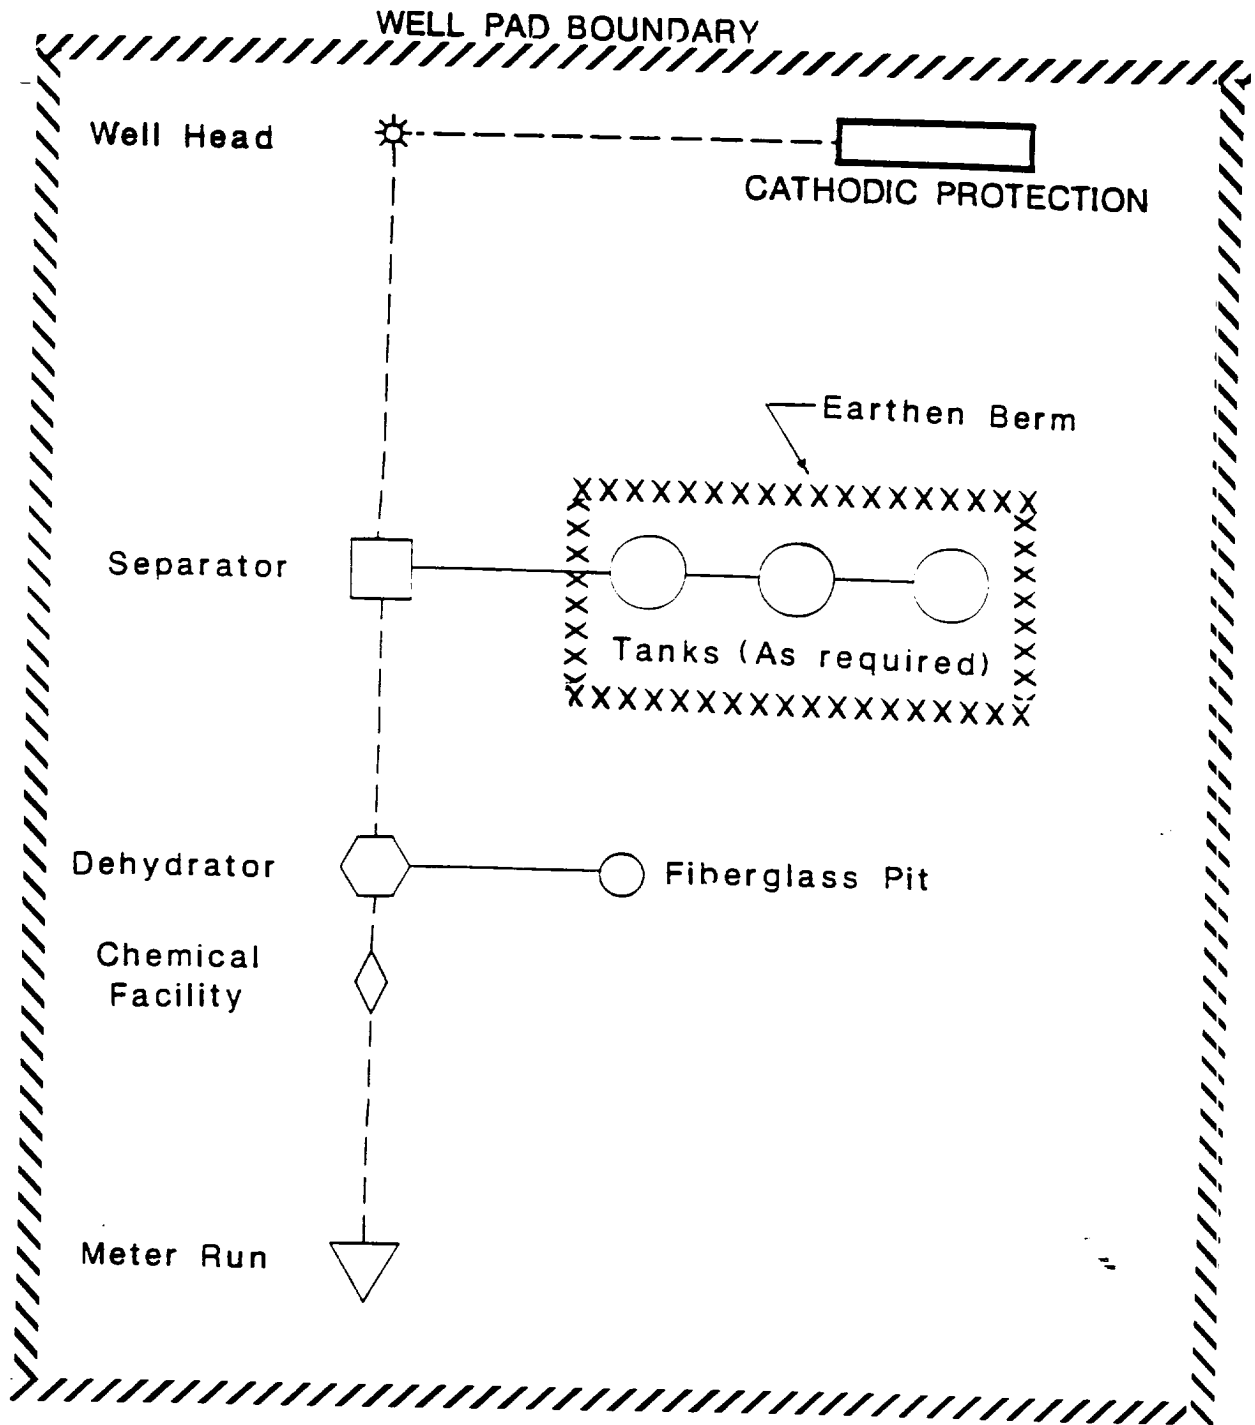 WELL PAD BOUNDARY
Well Head
CATHODIC PROTECTION
Earthen Berm
Separator
Tanks (As required)
Dehydrator
Fiberglass Pit
Chemical
Facility
Meter Run